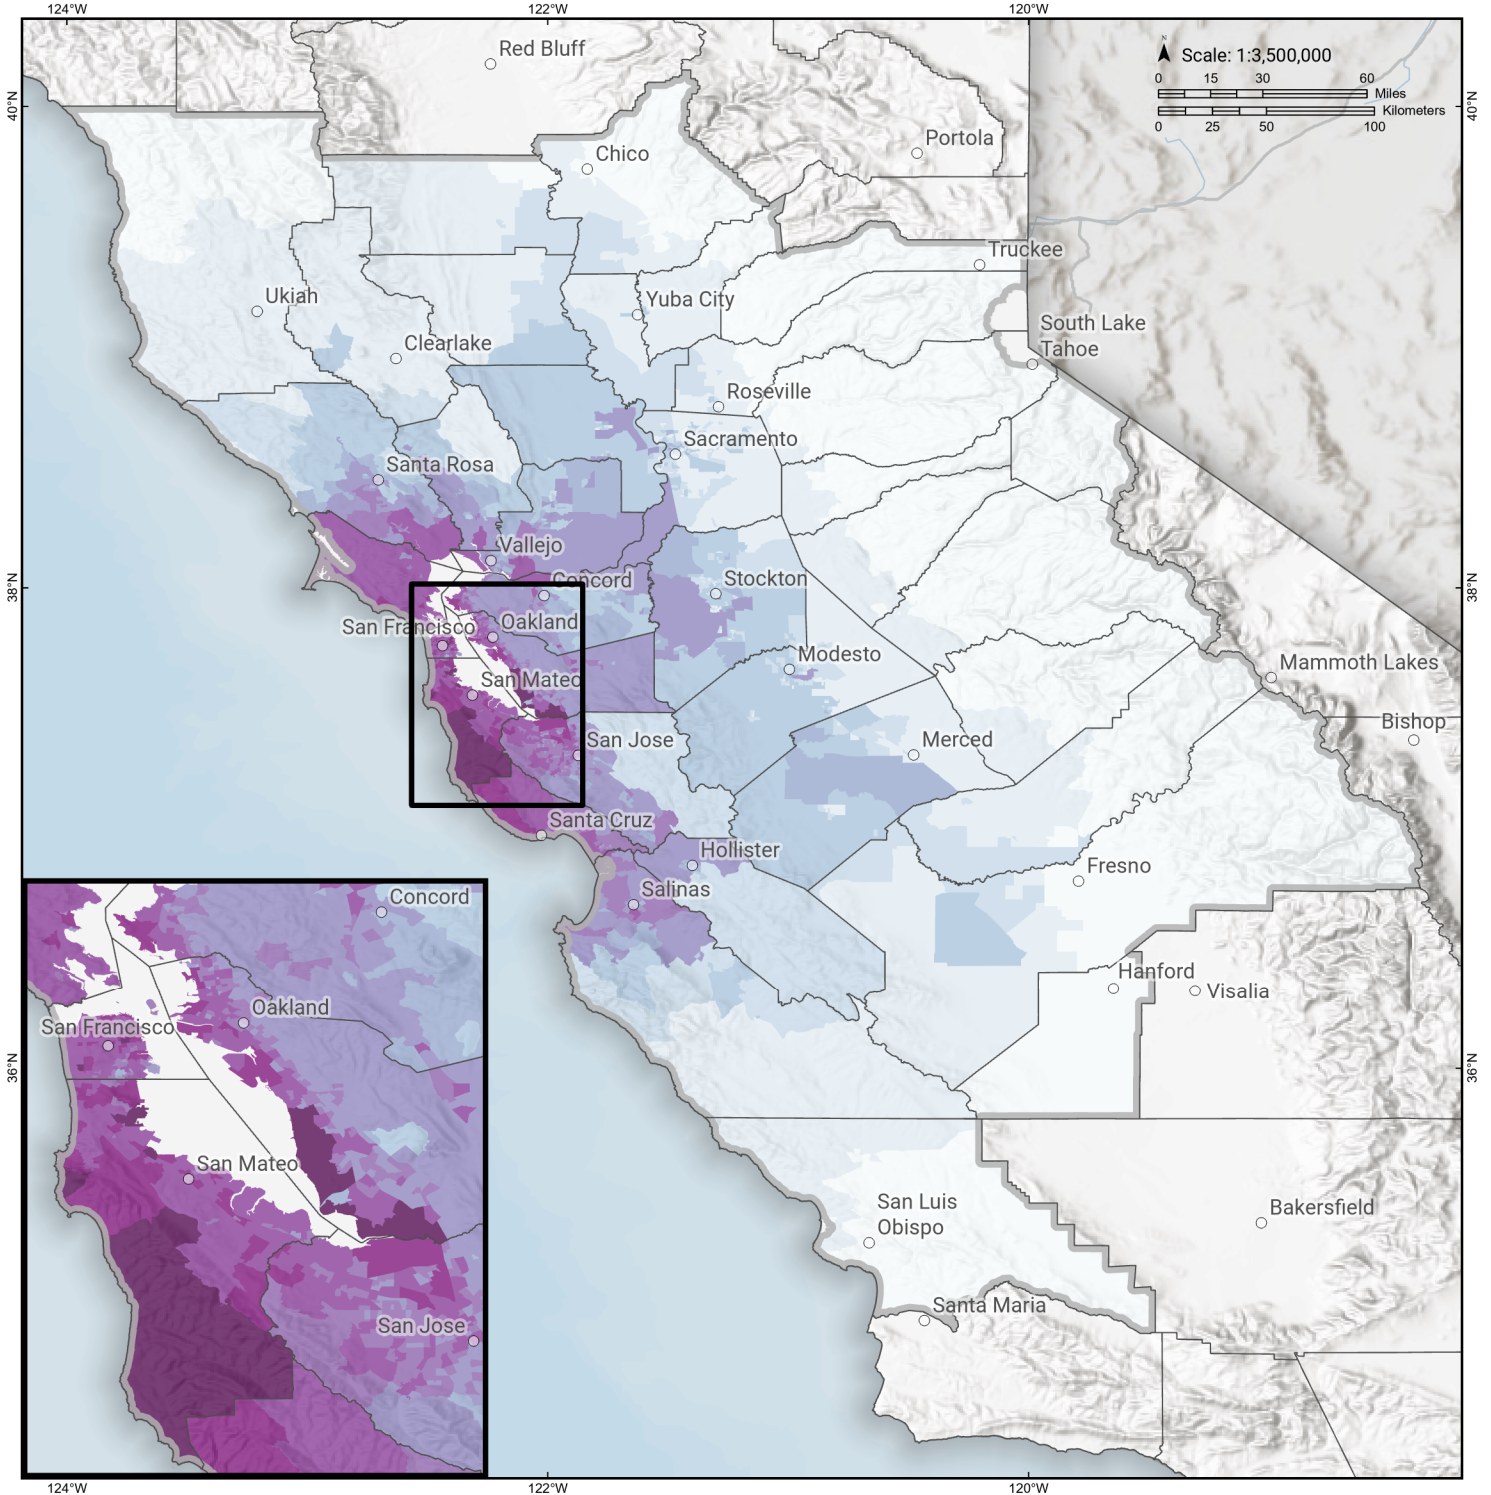 124°W
122°W
120°W
Red Bluff
N
Scale: 1:3,500,000
0 15 30 60
Miles
Kilometers
0 25 50 100
40°N
40°N
Portola
Chico
Truckee
Ukiah
Yuba City
South Lake
Tahoe
Clearlake
Roseville
Sacramento
Santa Rosa
Vallejo
Concord
Stockton
38°N
38°N
San Francisco
Oakland
Modesto
Mammoth Lakes
San Mateo
Bishop
San Jose
Merced
Santa Cruz
Hollister
Fresno
Salinas
Concord
Hanford
Visalia
Oakland
San Francisco
36°N
36°N
San Mateo
San Luis
Obispo
Bakersfield
Santa Maria
San Jose
124°W
122°W
120°W